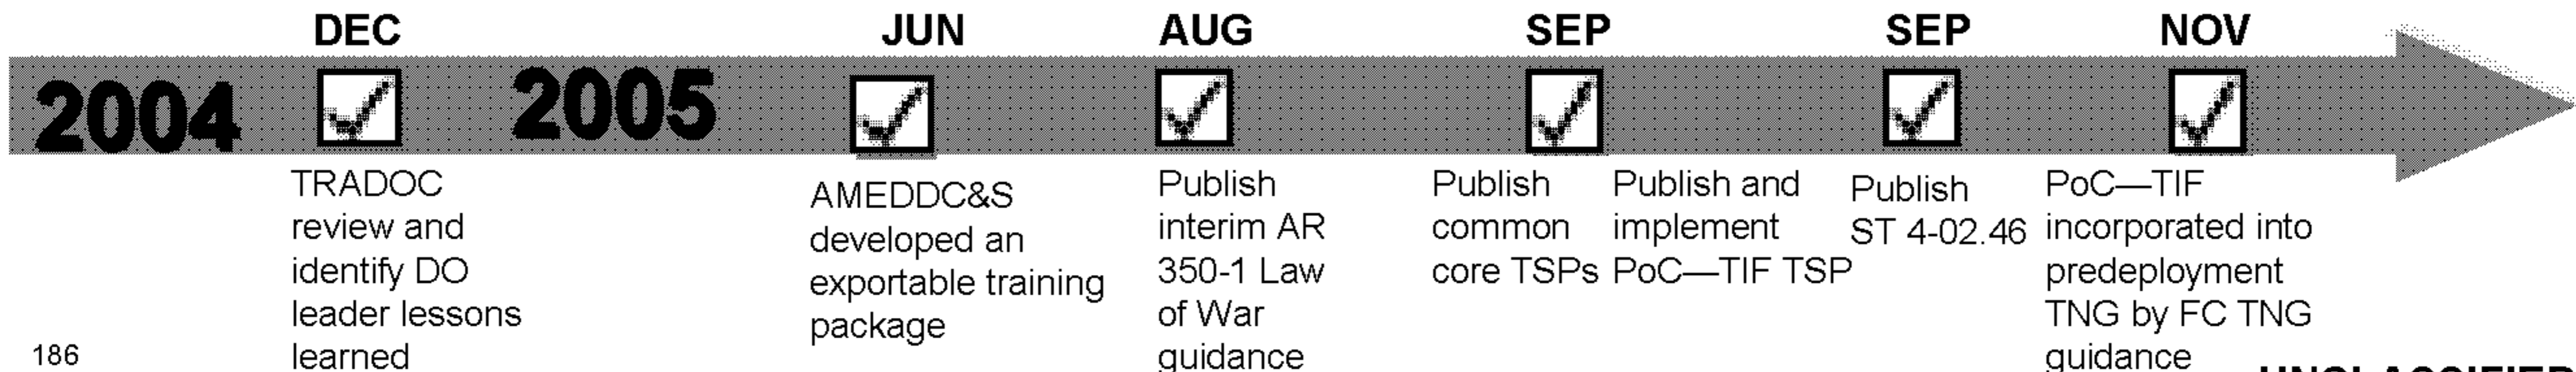 DEC JUN AUG SEP SEP NOV
2004 2005
TRADOC
review and
identify DO
leader lessons
learned
AMEDDC&S
developed an
exportable training
package
Publish
interim AR
350-1 Law
of War
guidance
Publish
common
core TSPs
Publish and
implement
PoC—TIF TSP
Publish
ST 4-02.46
PoC—TIF
incorporated into
predeployment
TNG by FC TNG
guidance
186
UNCLASSIFIED